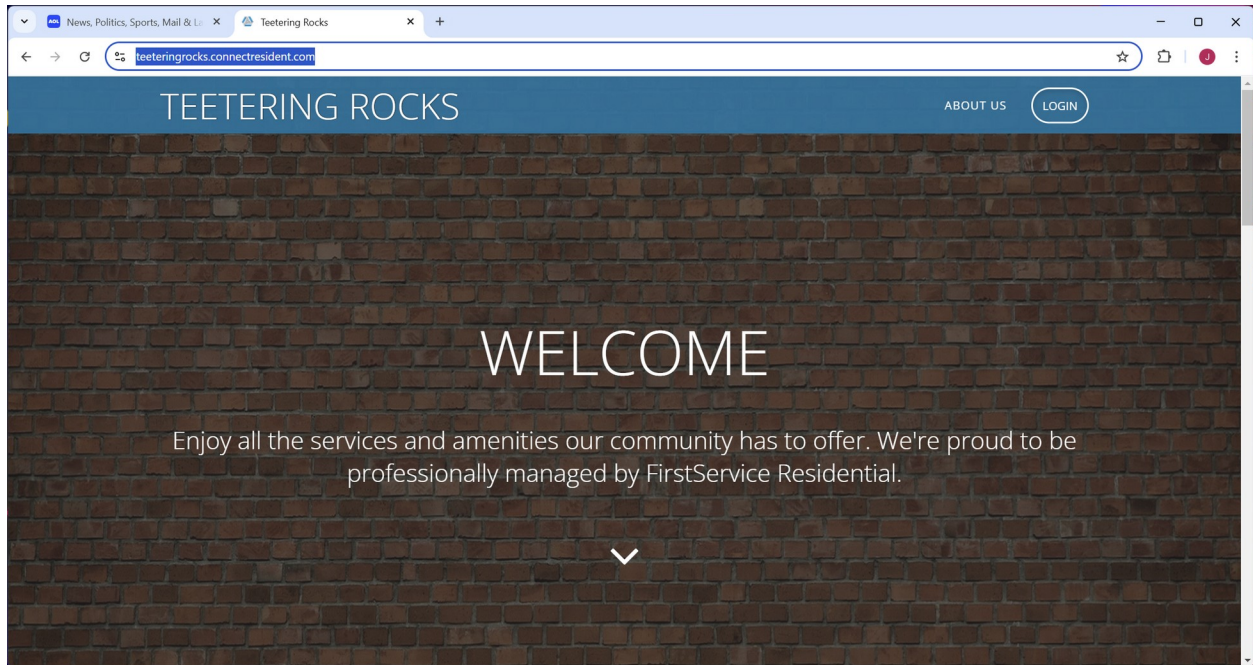 News, Politics, Sports, Mail & La
Teetering Rocks
teeteringrocks.connectresident.com
J
TEETERING ROCKS
ABOUT US
LOGIN
WELCOME
Enjoy all the services and amenities our community has to offer. We're proud to be
professionally managed by FirstService Residential.